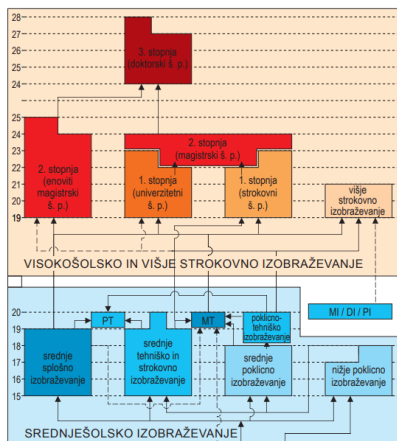 28
27
26
25
24
23
22
21
20
19
3. stopnja
(doktorski š. p.)
2. stopnja
(enoviti
magistrski
š. p.)
2. stopnja
(magistrski š. p.)
1. stopnja
(univerzitetni
š. p.)
1. stopnja
(strokovni
š. p.)
višje
strokovno
izobraževanje
VISOKOŠOLSKO IN VIŠJE STROKOVNO IZOBRAŽEVANJE
20
19
18
17
16
15
PT
MT
poklicno-
tehniško
izobraževanje
MI / DI / PI
srednje
splošno
izobraževanje
srednje
tehniško in
strokovno
izobraževanje
srednje
poklicno
izobraževanje
nižje poklicno
izobraževanje
SREDNJEŠOLSKO IZOBRAŽEVANJE